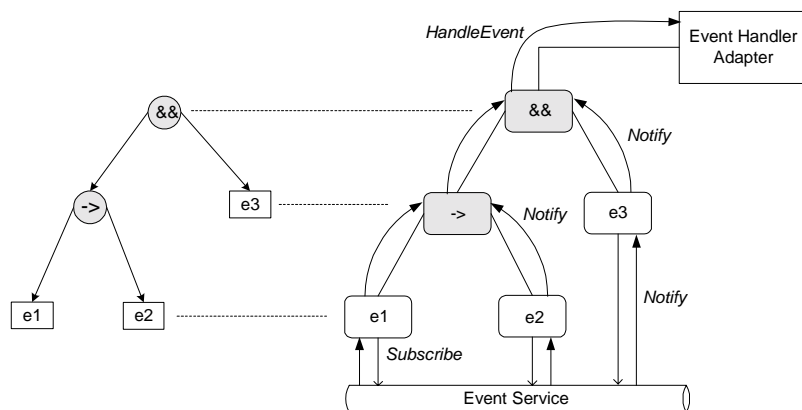 HandleEvent
Event Handler
Adapter
&&
&&
Notify
->
e3
->
Notify
e3
e1
e2
e1
e2
Notify
Subscribe
Event Service